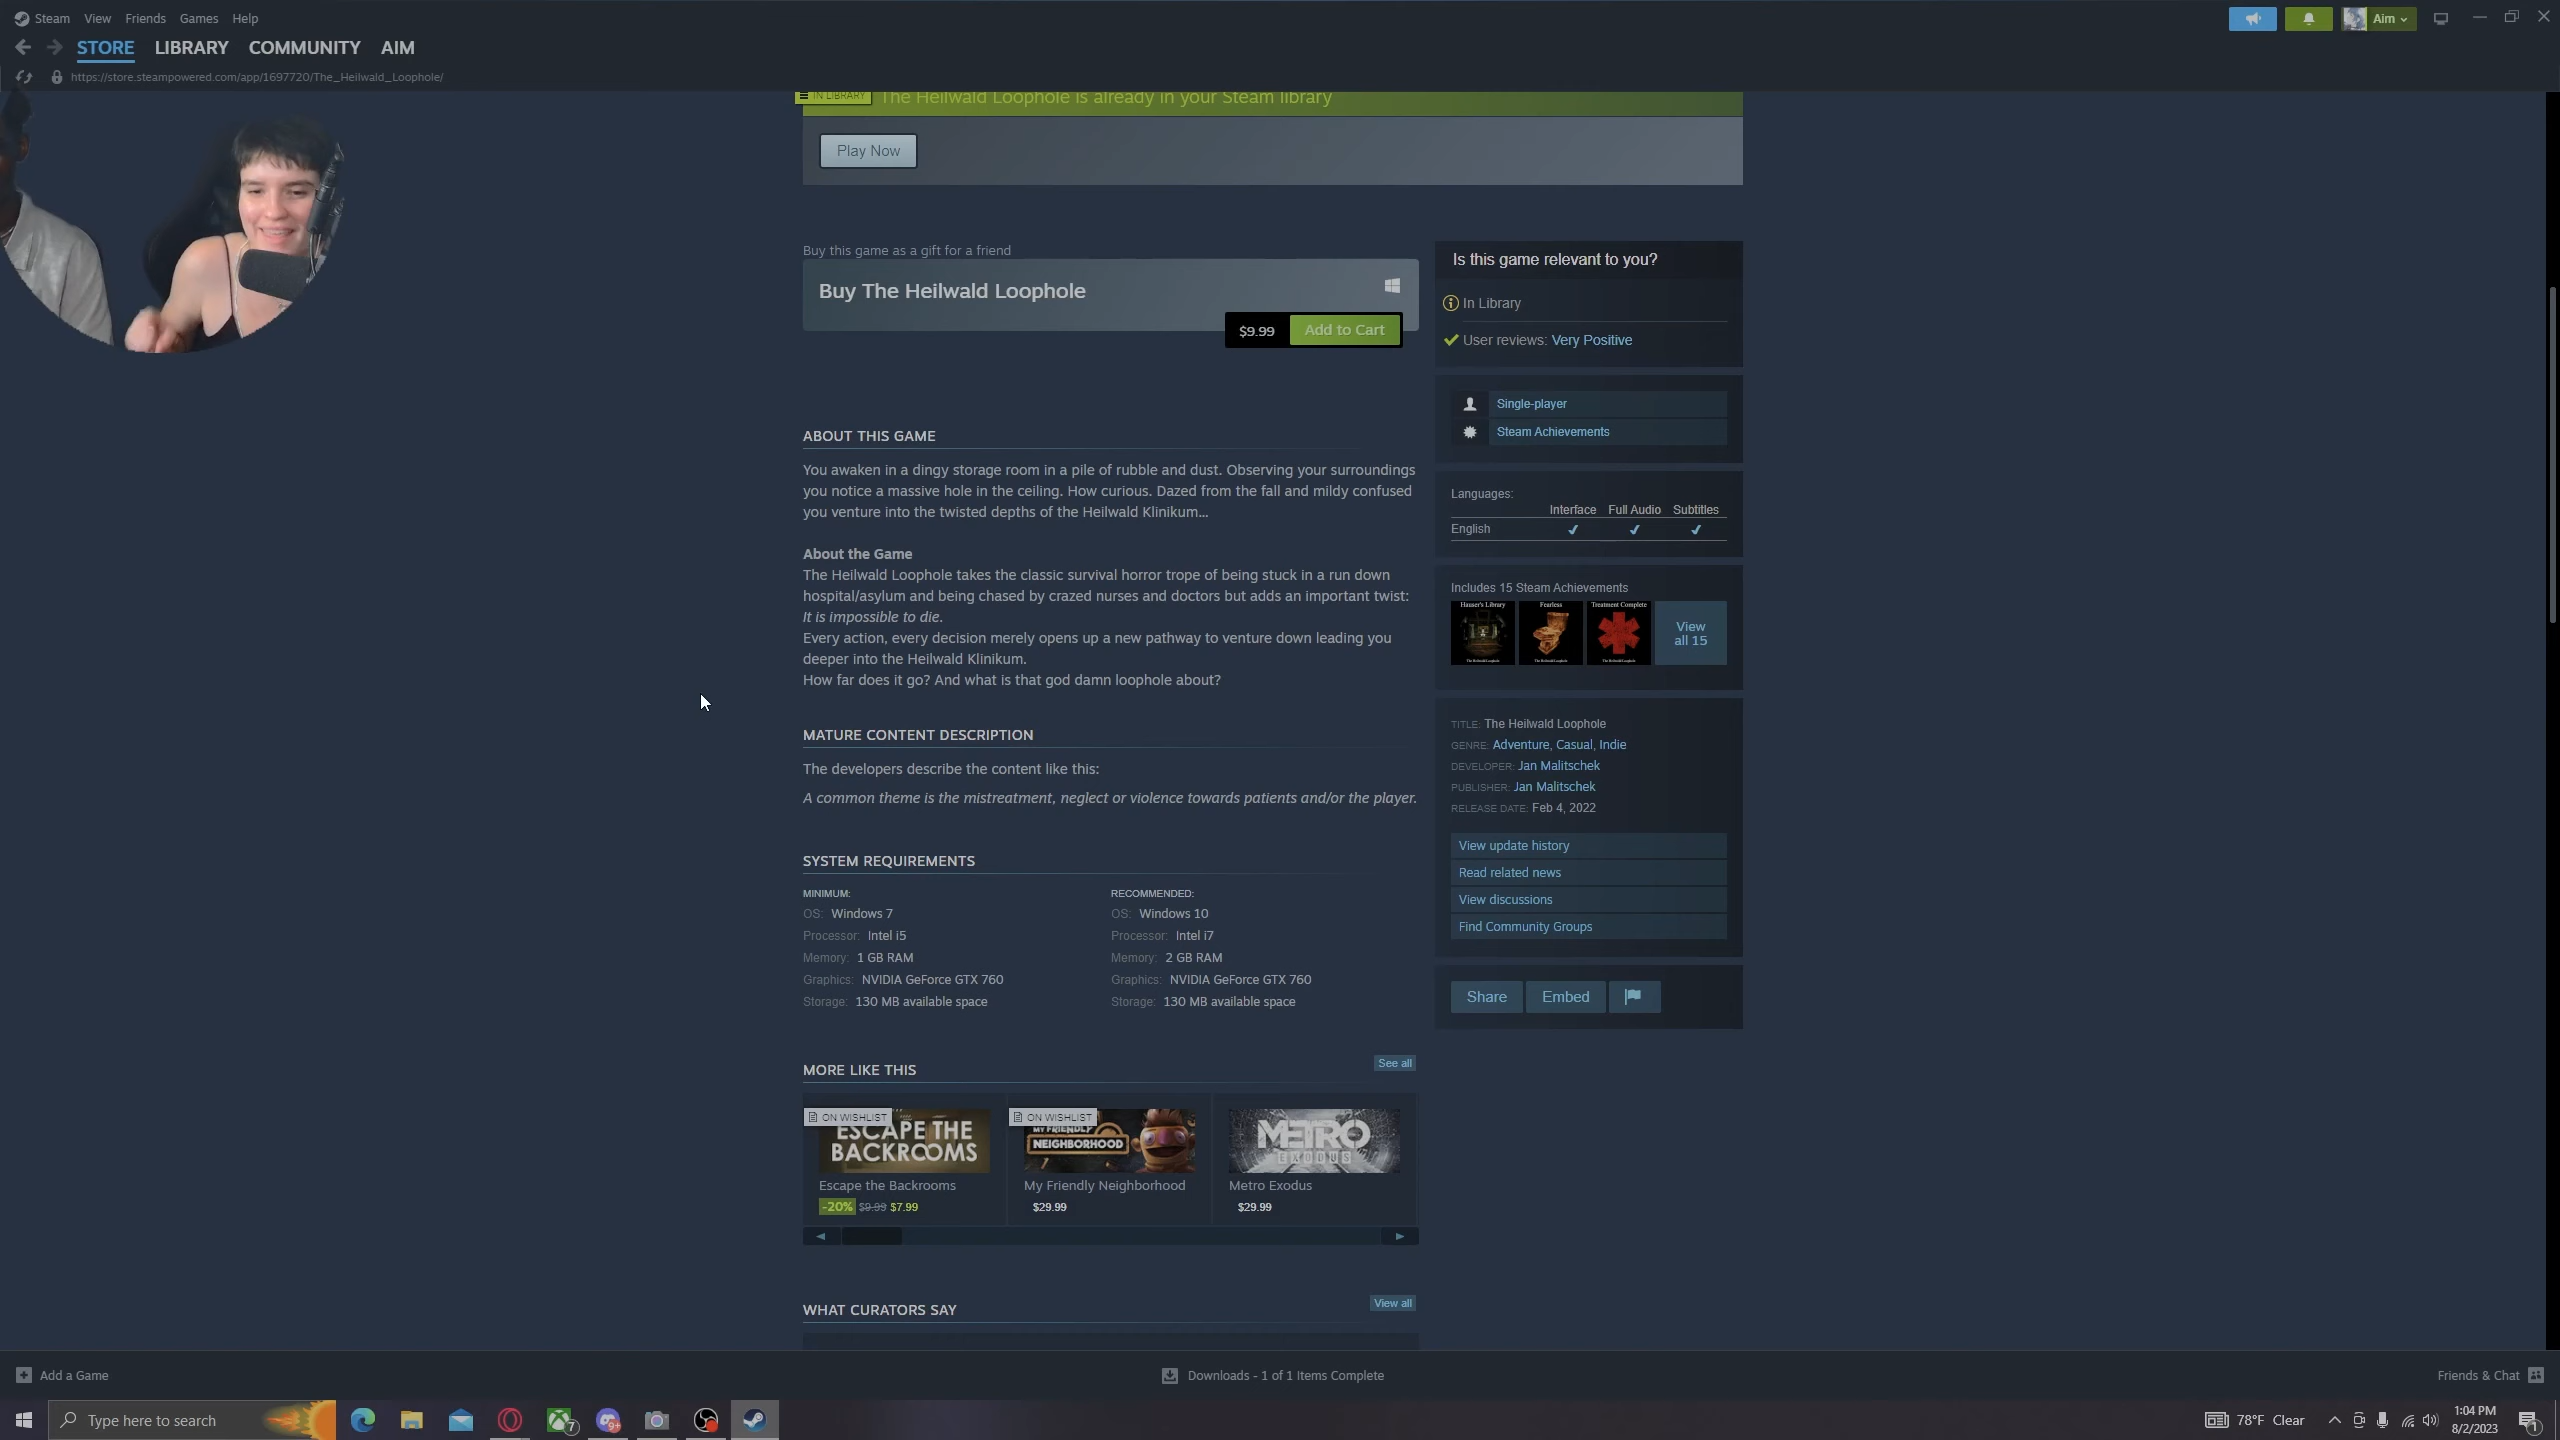 Steam View Friends Games Help
Aim
STORE LIBRARY COMMUNITY AIM
https://store.steampowered.com/app/1697720/The_Heilwald_Loophole/
IN LIBRARY The Heilwald Loophole is already in your Steam library
Play Now
Buy this game as a gift for a friend
Buy The Heilwald Loophole
$9.99 Add to Cart
Is this game relevant to you?
In Library
User reviews: Very Positive
Single-player
Steam Achievements
Languages:
Interface Full Audio Subtitles
English
Includes 15 Steam Achievements
Hauser's Library Fearless Treatment Complete
View
all 15
TITLE: The Heilwald Loophole
GENRE: Adventure, Casual, Indie
DEVELOPER: Jan Malitschek
PUBLISHER: Jan Malitschek
RELEASE DATE: Feb 4, 2022
View update history
Read related news
View discussions
Find Community Groups
Share Embed
ABOUT THIS GAME
You awaken in a dingy storage room in a pile of rubble and dust. Observing your surroundings
you notice a massive hole in the ceiling. How curious. Dazed from the fall and mildy confused
you venture into the twisted depths of the Heilwald Klinikum...
About the Game
The Heilwald Loophole takes the classic survival horror trope of being stuck in a run down
hospital/asylum and being chased by crazed nurses and doctors but adds an important twist:
It is impossible to die.
Every action, every decision merely opens up a new pathway to venture down leading you
deeper into the Heilwald Klinikum.
How far does it go? And what is that god damn loophole about?
MATURE CONTENT DESCRIPTION
The developers describe the content like this:
A common theme is the mistreatment, neglect or violence towards patients and/or the player.
SYSTEM REQUIREMENTS
MINIMUM:
OS: Windows 7
Processor: Intel i5
Memory: 1 GB RAM
Graphics: NVIDIA GeForce GTX 760
Storage: 130 MB available space
RECOMMENDED:
OS: Windows 10
Processor: Intel i7
Memory: 2 GB RAM
Graphics: NVIDIA GeForce GTX 760
Storage: 130 MB available space
MORE LIKE THIS See all
ON WISHLIST
ESCAPE THE
BACKROOMS
Escape the Backrooms
-20% $9.99 $7.99
ON WISHLIST
MY FRIENDLY
NEIGHBORHOOD
My Friendly Neighborhood
$29.99
METRO
EXODUS
Metro Exodus
$29.99
WHAT CURATORS SAY View all
Add a Game Downloads - 1 of 1 Items Complete Friends & Chat
Type here to search 7 9+ 78°F Clear 1:04 PM
8/2/2023 1